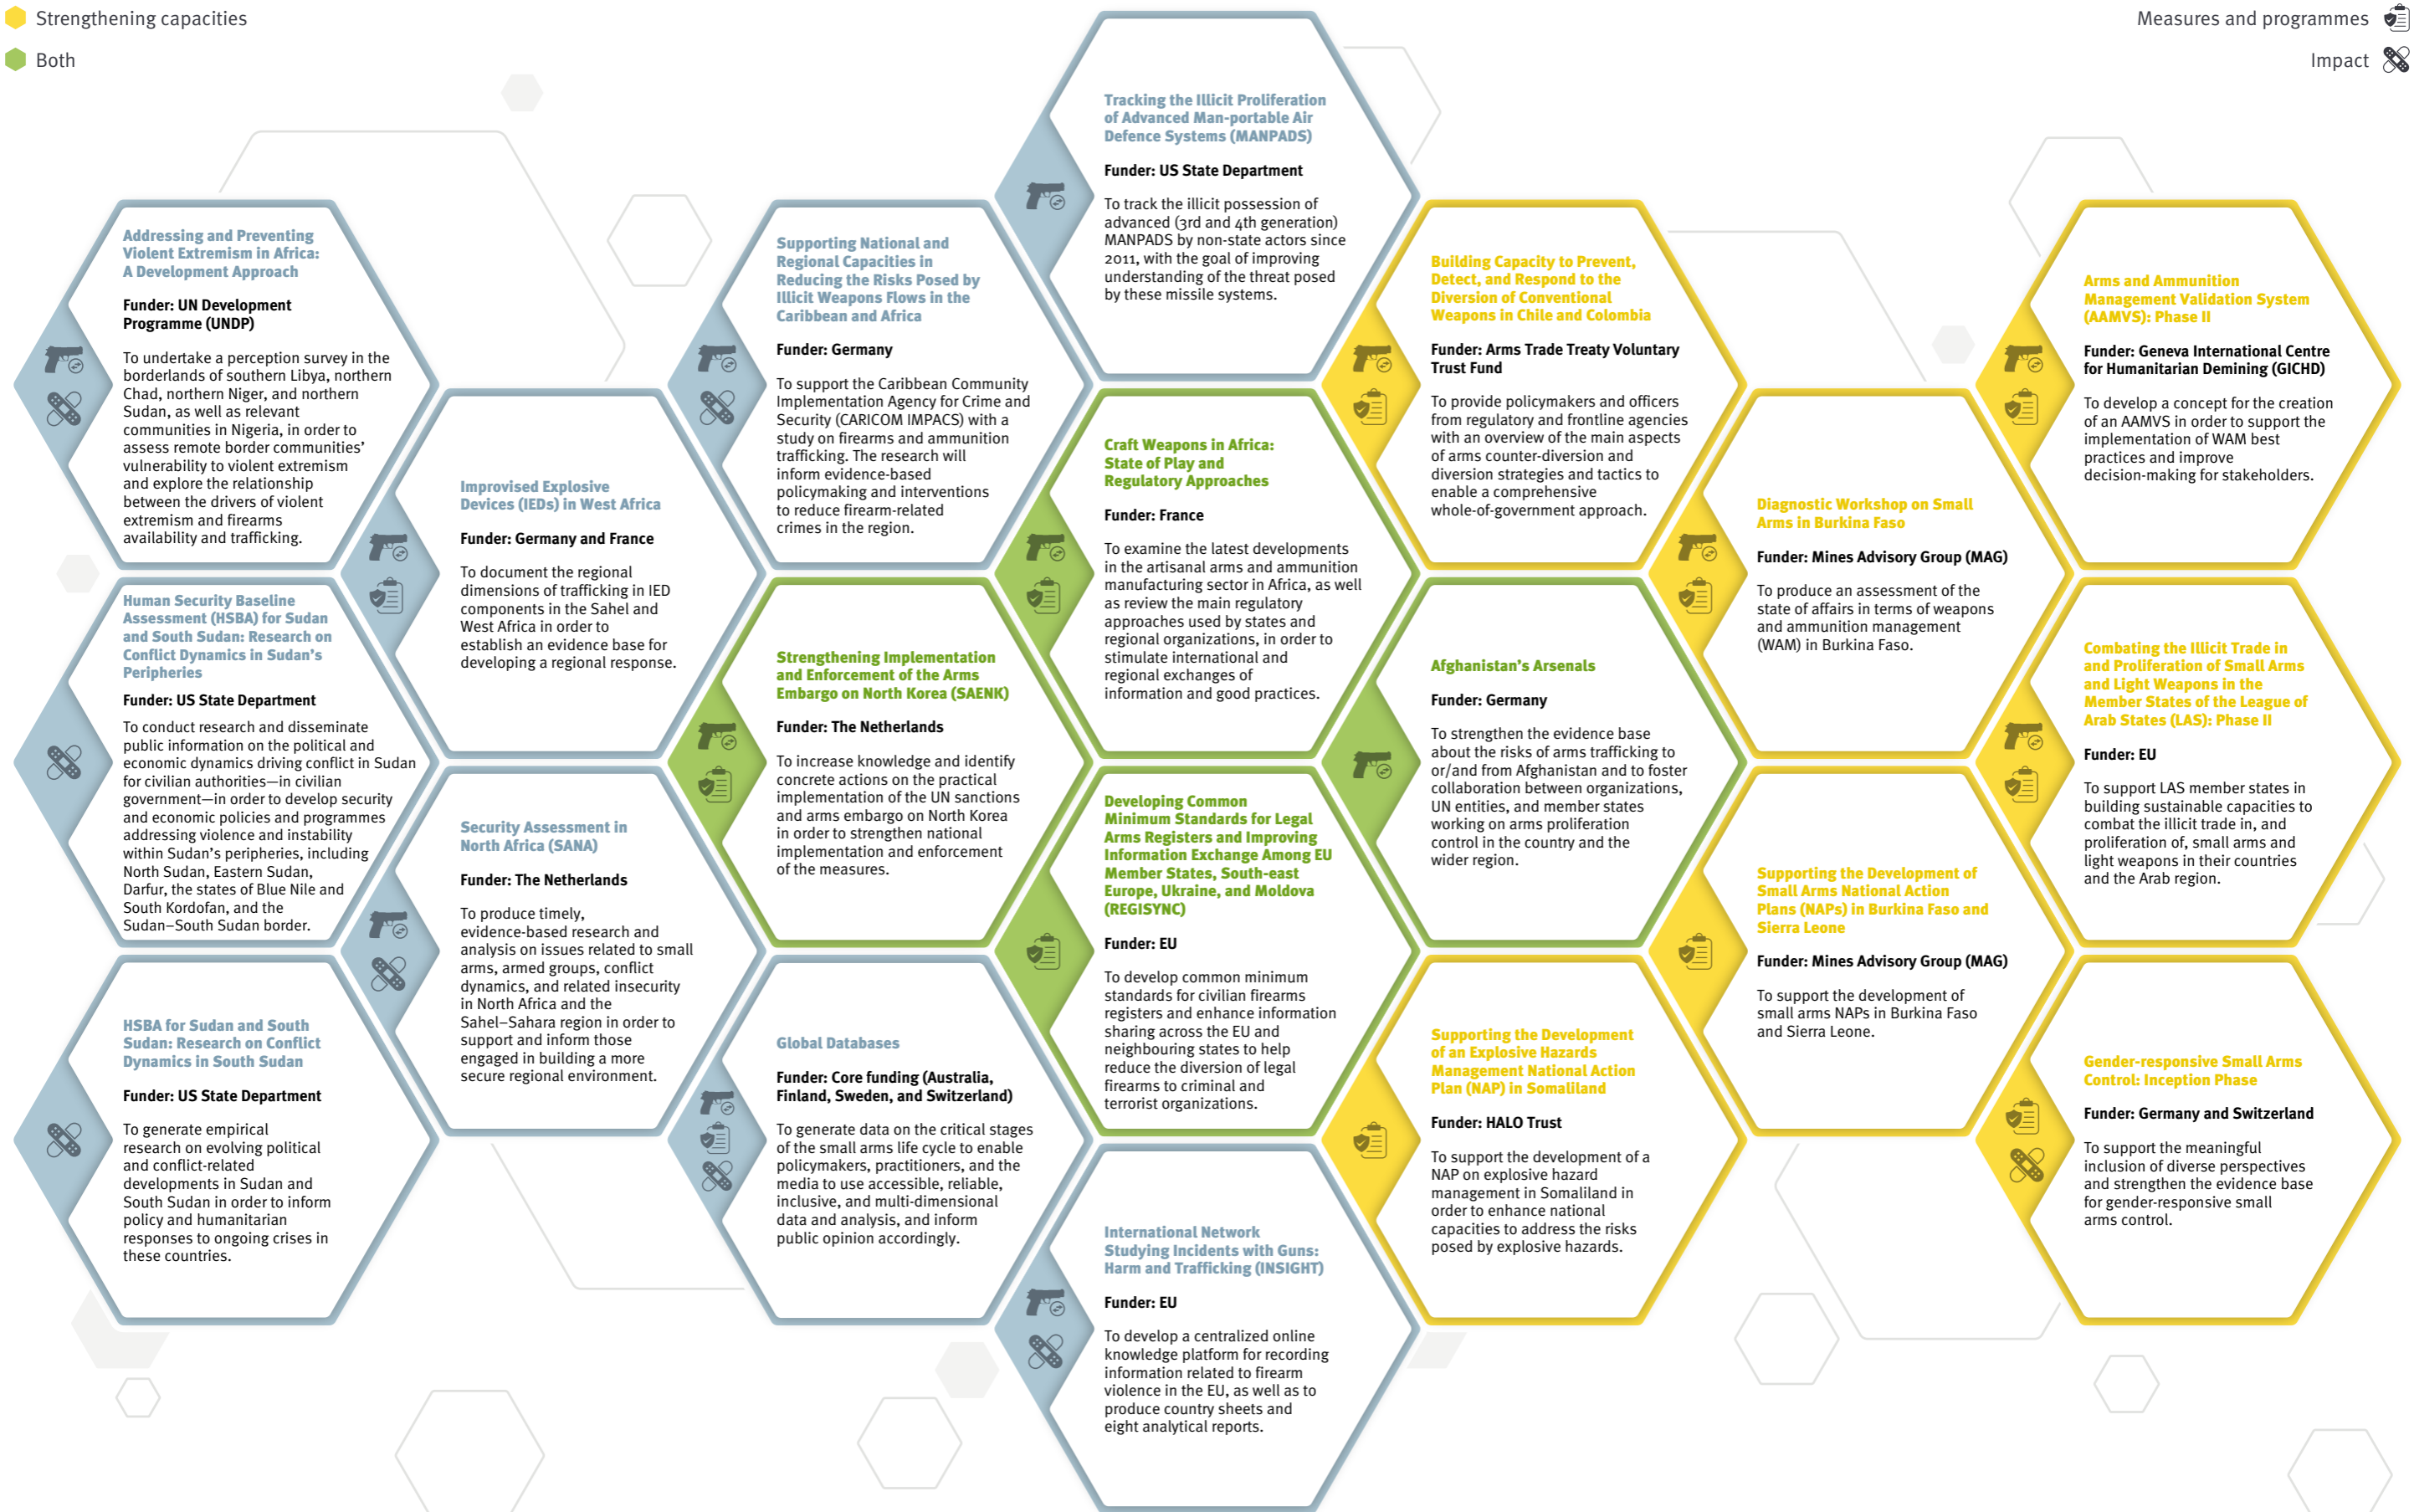 Strengthening capacities
Both
Measures and programmes
Impact
Addressing and Preventing
Violent Extremism in Africa:
A Development Approach
Funder: UN Development
Programme (UNDP)
To undertake a perception survey in the
borderlands of southern Libya, northern
Chad, northern Niger, and northern
Sudan, as well as relevant
communities in Nigeria, in order to
assess remote border communities’
vulnerability to violent extremism
and explore the relationship
between the drivers of violent
extremism and firearms
availability and trafficking.
Human Security Baseline
Assessment (HSBA) for Sudan
and South Sudan: Research on
Conflict Dynamics in Sudan’s
Peripheries
Funder: US State Department
To conduct research and disseminate
public information on the political and
economic dynamics driving conflict in Sudan
for civilian authorities—in civilian
government—in order to develop security
and economic policies and programmes
addressing violence and instability
within Sudan’s peripheries, including
North Sudan, Eastern Sudan,
Darfur, the states of Blue Nile and
South Kordofan, and the
Sudan–South Sudan border.
HSBA for Sudan and South
Sudan: Research on Conflict
Dynamics in South Sudan
Funder: US State Department
To generate empirical
research on evolving political
and conflict-related
developments in Sudan and
South Sudan in order to inform
policy and humanitarian
responses to ongoing crises in
these countries.
Improvised Explosive
Devices (IEDs) in West Africa
Funder: Germany and France
To document the regional
dimensions of trafficking in IED
components in the Sahel and
West Africa in order to
establish an evidence base for
developing a regional response.
Security Assessment in
North Africa (SANA)
Funder: The Netherlands
To produce timely,
evidence-based research and
analysis on issues related to small
arms, armed groups, conflict
dynamics, and related insecurity
in North Africa and the
Sahel–Sahara region in order to
support and inform those
engaged in building a more
secure regional environment.
Supporting National and
Regional Capacities in
Reducing the Risks Posed by
Illicit Weapons Flows in the
Caribbean and Africa
Funder: Germany
To support the Caribbean Community
Implementation Agency for Crime and
Security (CARICOM IMPACS) with a
study on firearms and ammunition
trafficking. The research will
inform evidence-based
policymaking and interventions
to reduce firearm-related
crimes in the region.
Strengthening Implementation
and Enforcement of the Arms
Embargo on North Korea (SAENK)
Funder: The Netherlands
To increase knowledge and identify
concrete actions on the practical
implementation of the UN sanctions
and arms embargo on North Korea
in order to strengthen national
implementation and enforcement
of the measures.
Global Databases
Funder: Core funding (Australia,
Finland, Sweden, and Switzerland)
To generate data on the critical stages
of the small arms life cycle to enable
policymakers, practitioners, and the
media to use accessible, reliable,
inclusive, and multi-dimensional
data and analysis, and inform
public opinion accordingly.
Tracking the Illicit Proliferation
of Advanced Man-portable Air
Defence Systems (MANPADS)
Funder: US State Department
To track the illicit possession of
advanced (3rd and 4th generation)
MANPADS by non-state actors since
2011, with the goal of improving
understanding of the threat posed
by these missile systems.
Craft Weapons in Africa:
State of Play and
Regulatory Approaches
Funder: France
To examine the latest developments
in the artisanal arms and ammunition
manufacturing sector in Africa, as well
as review the main regulatory
approaches used by states and
regional organizations, in order to
stimulate international and
regional exchanges of
information and good practices.
Developing Common
Minimum Standards for Legal
Arms Registers and Improving
Information Exchange Among EU
Member States, South-east
Europe, Ukraine, and Moldova
(REGISYNC)
Funder: EU
To develop common minimum
standards for civilian firearms
registers and enhance information
sharing across the EU and
neighbouring states to help
reduce the diversion of legal
firearms to criminal and
terrorist organizations.
International Network
Studying Incidents with Guns:
Harm and Trafficking (INSIGHT)
Funder: EU
To develop a centralized online
knowledge platform for recording
information related to firearm
violence in the EU, as well as to
produce country sheets and
eight analytical reports.
Building Capacity to Prevent,
Detect, and Respond to the
Diversion of Conventional
Weapons in Chile and Colombia
Funder: Arms Trade Treaty Voluntary
Trust Fund
To provide policymakers and officers
from regulatory and frontline agencies
with an overview of the main aspects
of arms counter-diversion and
diversion strategies and tactics to
enable a comprehensive
whole-of-government approach.
Afghanistan’s Arsenals
Funder: Germany
To strengthen the evidence base
about the risks of arms trafficking to
or/and from Afghanistan and to foster
collaboration between organizations,
UN entities, and member states
working on arms proliferation
control in the country and the
wider region.
Supporting the Development
of an Explosive Hazards
Management National Action
Plan (NAP) in Somaliland
Funder: HALO Trust
To support the development of a
NAP on explosive hazard
management in Somaliland in
order to enhance national
capacities to address the risks
posed by explosive hazards.
Diagnostic Workshop on Small
Arms in Burkina Faso
Funder: Mines Advisory Group (MAG)
To produce an assessment of the
state of affairs in terms of weapons
and ammunition management
(WAM) in Burkina Faso.
Supporting the Development of
Small Arms National Action
Plans (NAPs) in Burkina Faso and
Sierra Leone
Funder: Mines Advisory Group (MAG)
To support the development of
small arms NAPs in Burkina Faso
and Sierra Leone.
Arms and Ammunition
Management Validation System
(AAMVS): Phase II
Funder: Geneva International Centre
for Humanitarian Demining (GICHD)
To develop a concept for the creation
of an AAMVS in order to support the
implementation of WAM best
practices and improve
decision-making for stakeholders.
Combating the Illicit Trade in
and Proliferation of Small Arms
and Light Weapons in the
Member States of the League of
Arab States (LAS): Phase II
Funder: EU
To support LAS member states in
building sustainable capacities to
combat the illicit trade in, and
proliferation of, small arms and
light weapons in their countries
and the Arab region.
Gender-responsive Small Arms
Control: Inception Phase
Funder: Germany and Switzerland
To support the meaningful
inclusion of diverse perspectives
and strengthen the evidence base
for gender-responsive small
arms control.